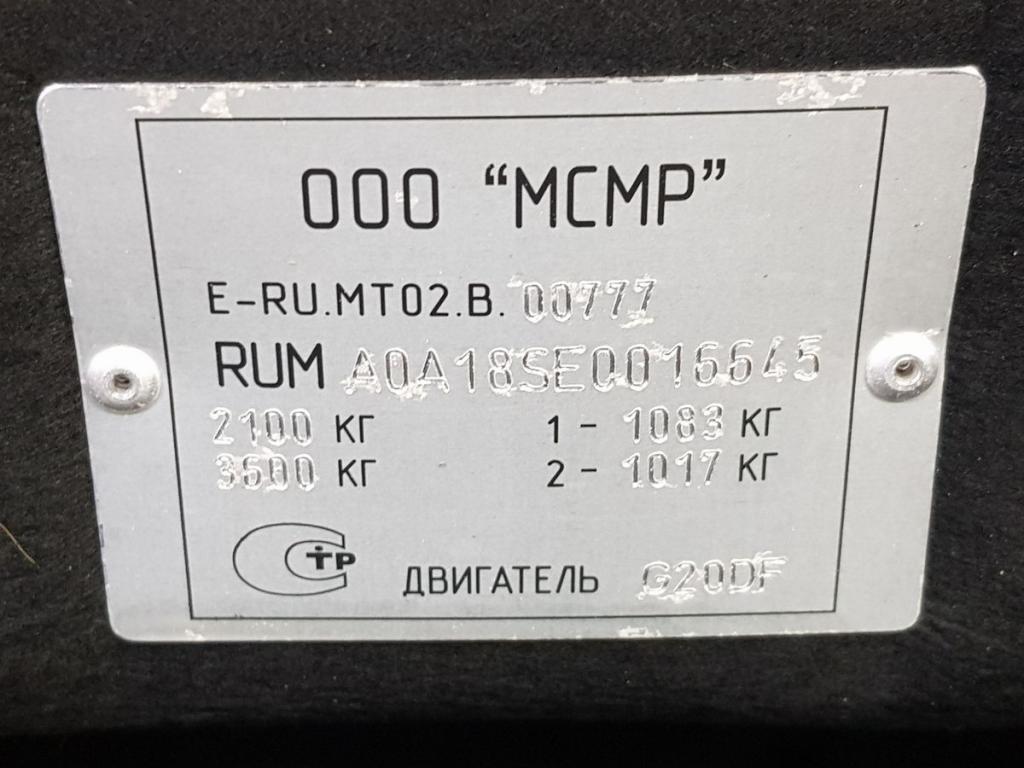 ООО “МСМР”
E-RU.MT02.B. 00777
RUM A0A18SE0016645
2100 КГ 1 - 1083 КГ
3600 КГ 2 - 1017 КГ
ТР ДВИГАТЕЛЬ G20DF